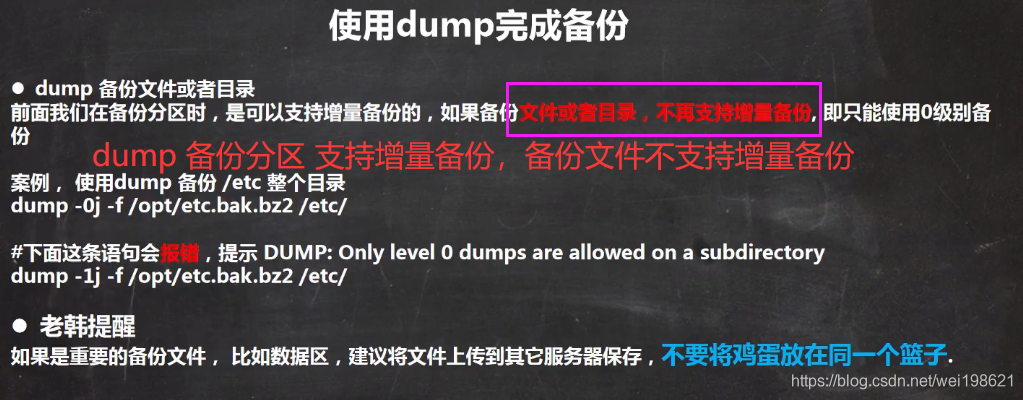 使用dump完成备份
● dump 备份文件或者目录
前面我们在备份分区时，是可以支持增量备份的，如果备份文件或者目录，不再支持增量备份, 即只能使用0级别备
份
dump 备份分区 支持增量备份，备份文件不支持增量备份
案例， 使用dump 备份 /etc 整个目录
dump -0j -f /opt/etc.bak.bz2 /etc/
#下面这条语句会报错，提示 DUMP: Only level 0 dumps are allowed on a subdirectory
dump -1j -f /opt/etc.bak.bz2 /etc/
● 老韩提醒
如果是重要的备份文件， 比如数据区，建议将文件上传到其它服务器保存，不要将鸡蛋放在同一个篮子.
https://blog.csdn.net/wei198621